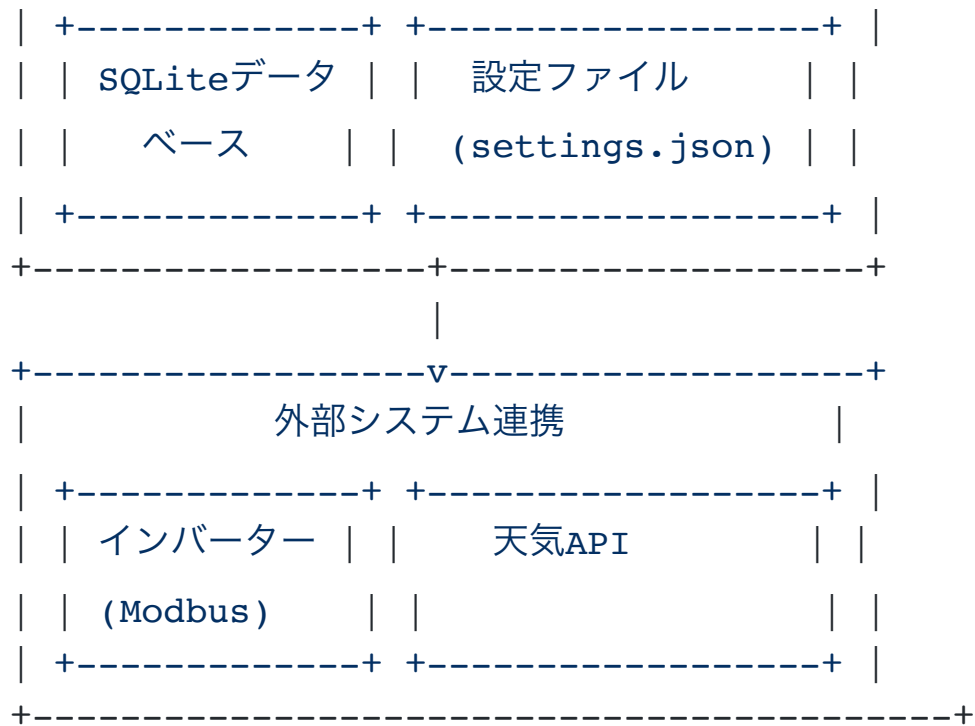 | +-------------+ +------------------+ |
| | SQLiteデータ | | 設定ファイル | |
| | ベース | | (settings.json) | |
| +-------------+ +------------------+ |
+------------------+-------------------+
|
+------------------v-------------------+
| 外部システム連携 |
| +-------------+ +------------------+ |
| | インバーター | | 天気API | |
| | (Modbus) | | | |
| +-------------+ +------------------+ |
+------------------------------------------+